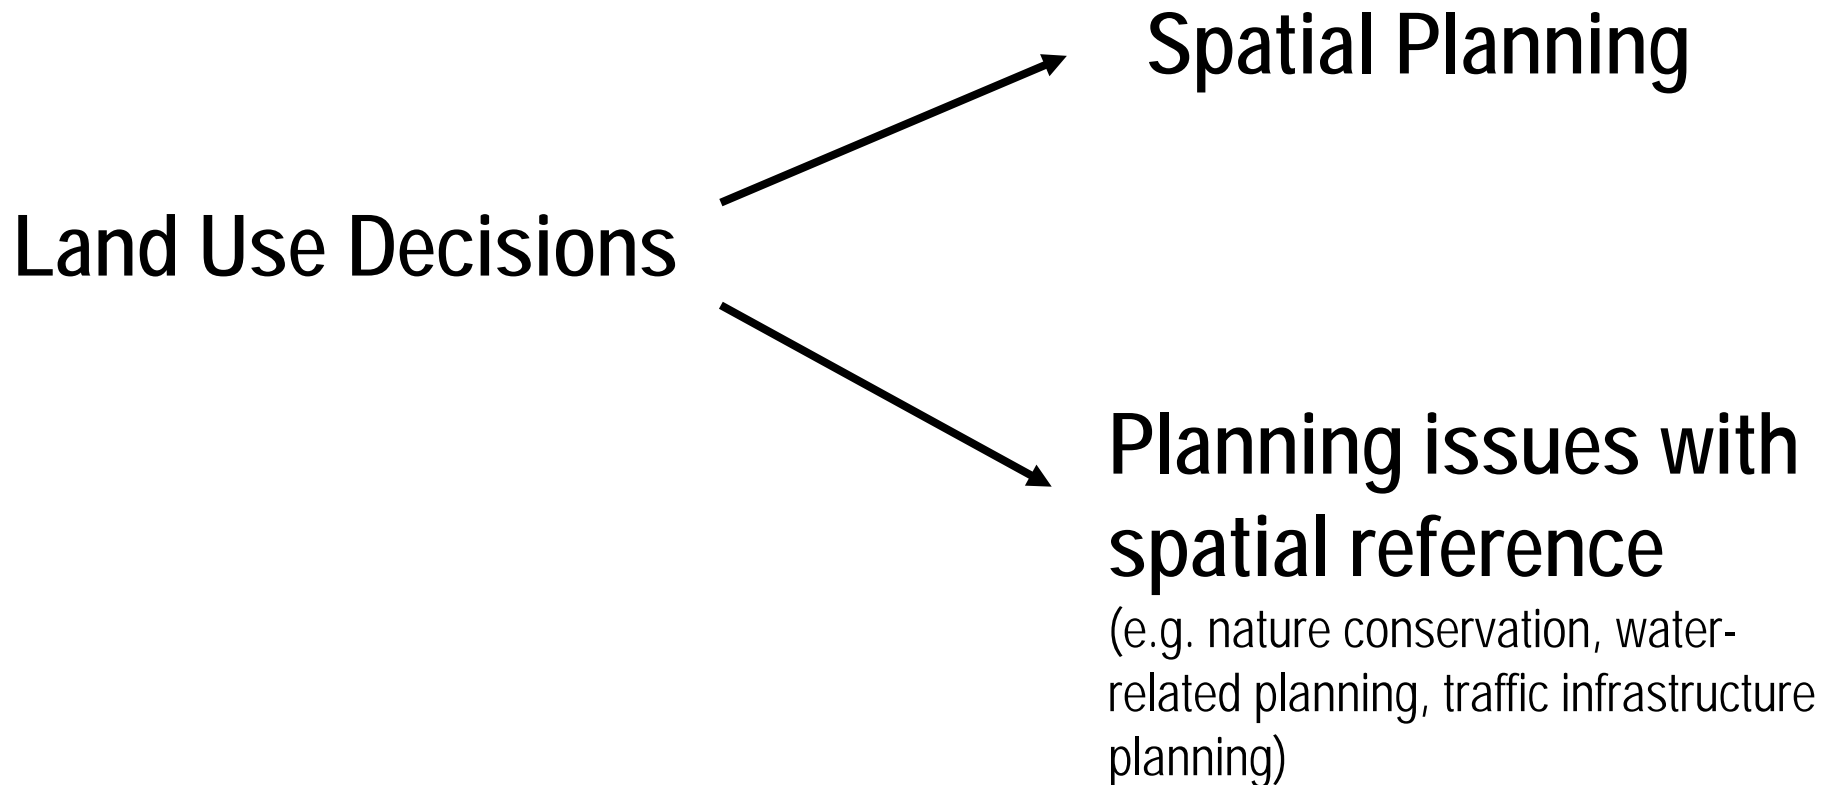 Spatial Planning
Land Use Decisions
Planning issues with
spatial reference
(e.g. nature conservation, water-
related planning, traffic infrastructure
planning)